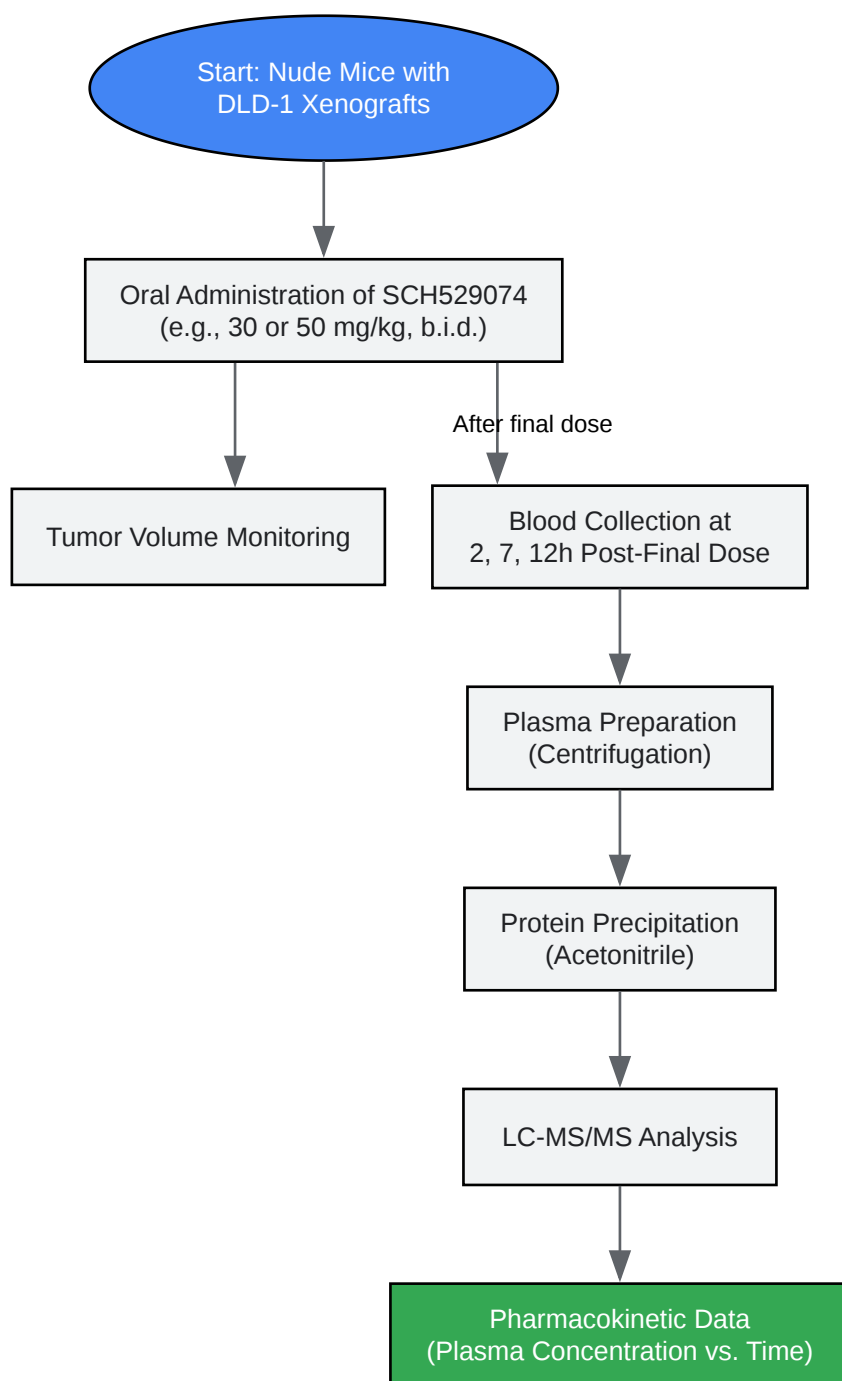 Start: Nude Mice with
DLD-1 Xenografts
Oral Administration of SCH529074
(e.g., 30 or 50 mg/kg, b.i.d.)
After final dose
Tumor Volume Monitoring
Blood Collection at
2, 7, 12h Post-Final Dose
Plasma Preparation
(Centrifugation)
Protein Precipitation
(Acetonitrile)
LC-MS/MS Analysis
Pharmacokinetic Data
(Plasma Concentration vs. Time)